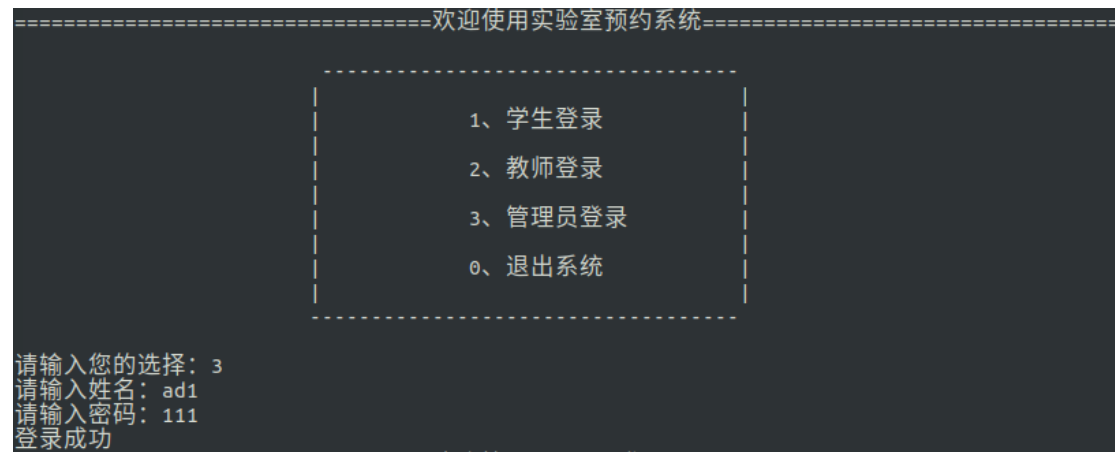 ==================================欢迎使用实验室预约系统==================================
----------------------------------
1、学生登录
2、教师登录
3、管理员登录
0、退出系统
-----------------------------------
请输入您的选择：3
请输入姓名：ad1
请输入密码：111
登录成功